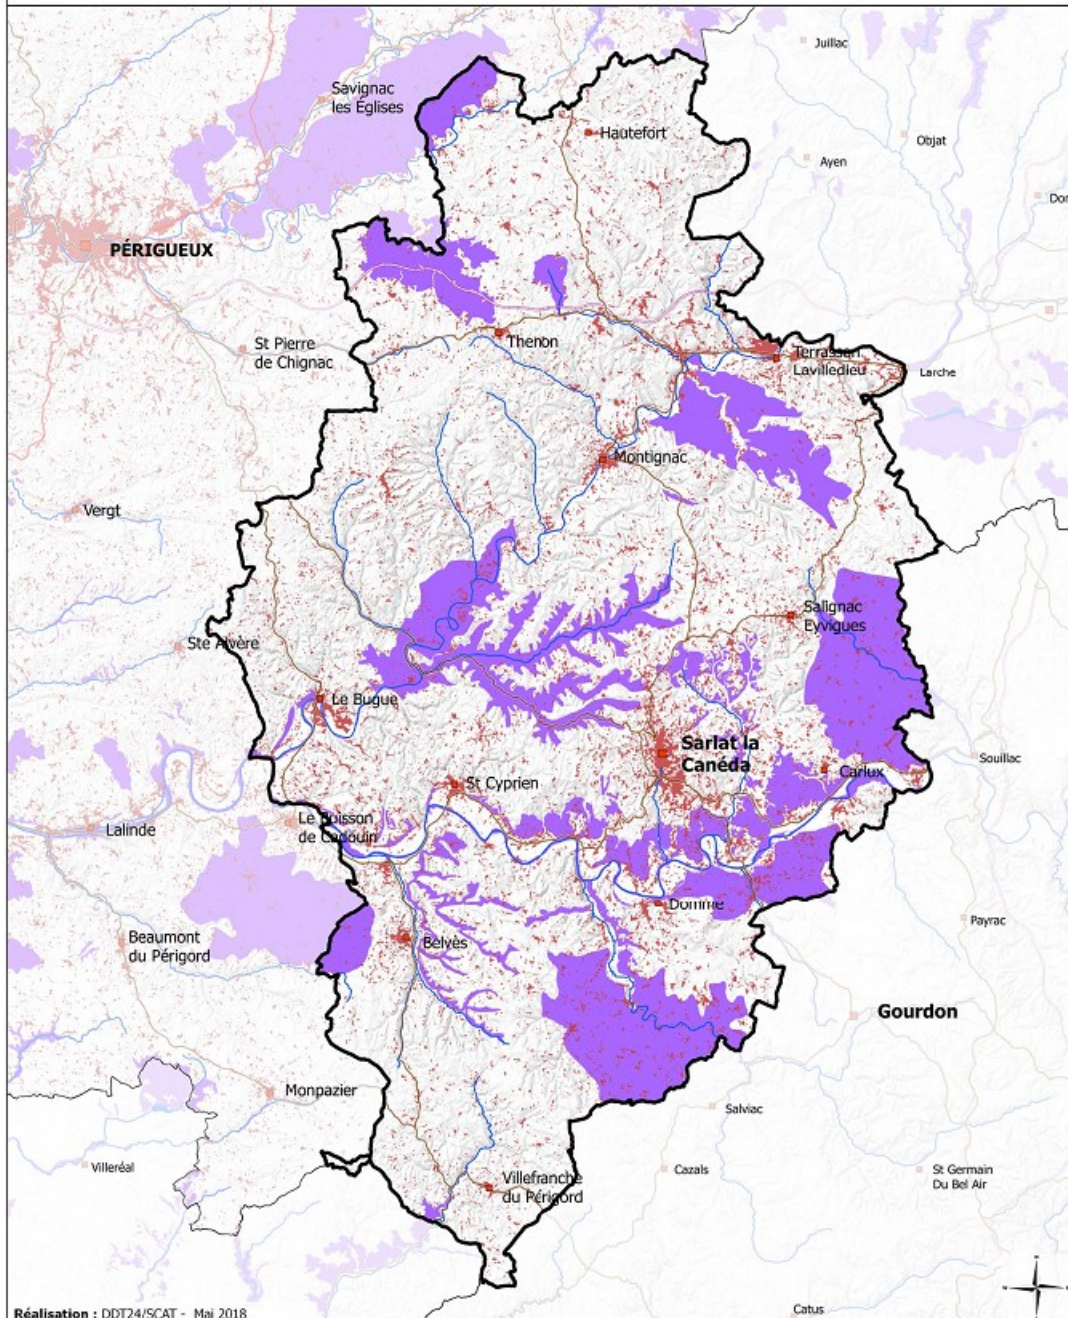 Juillac
Savignac
les Églises
Hautefort
Objat
Ayen
PÉRIGUEUX
Thenon
St Pierre
de Chignac
Terrasson
Lavilledieu
Larche
Montignac
Vergt
Salignac
Eyvigues
Ste Alvère
Le Bugue
Sarlat la
Canéda
Souillac
Carlux
St Cyprien
Le Buisson
de Cadouin
Lalinde
Domme
Payrac
Beaumont
du Périgord
Belvès
Gourdon
Monpazier
Salviac
Villeréal
Cazals
St Germain
Du Bel Air
Villefranche
du Périgord
Catus
Réalisation : DDT24/SCAT - Mai 2018